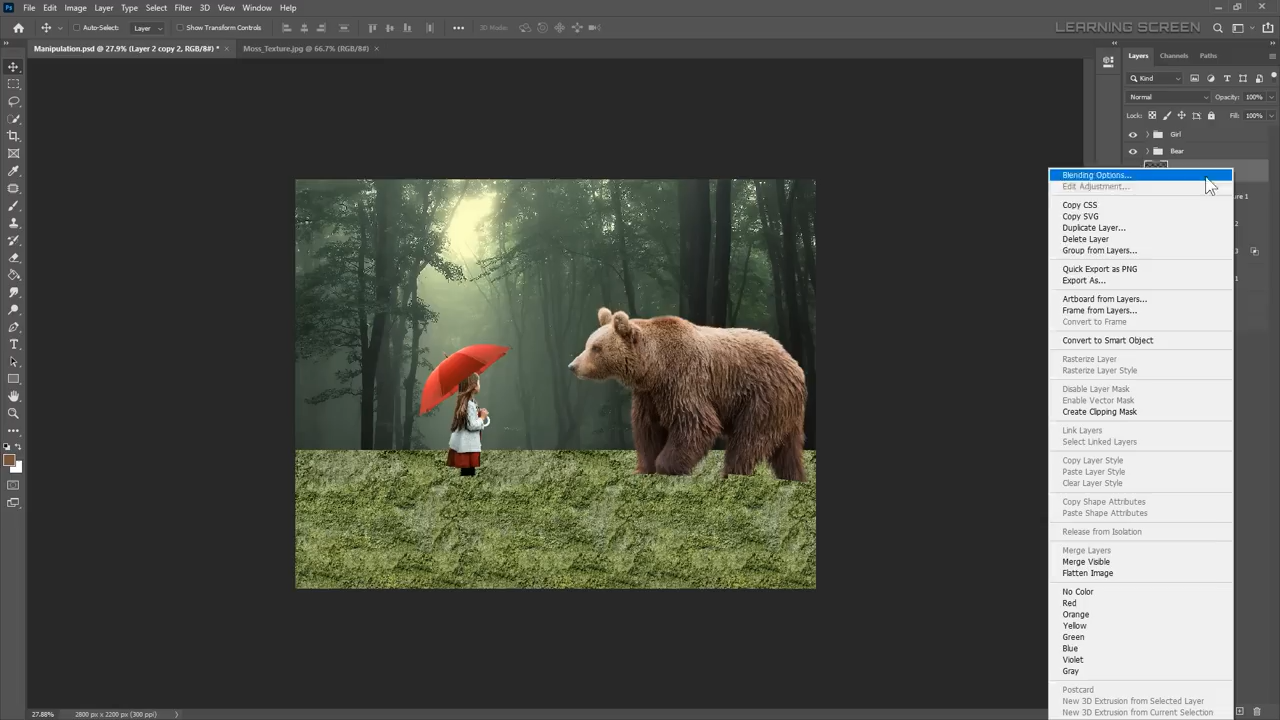 Ps File Edit Image Layer Type Select Filter 3D View Window Help
Auto-Select: Layer Show Transform Controls 3D Mode: LEARNING SCREEN
Manipulation.psd @ 27.9% (Layer 2 copy 2, RGB/8#) * × Moss_Texture.jpg @ 66.7% (RGB/8#) ×
Layers Channels Paths
Kind
Normal Opacity: 100%
Lock: Fill: 100%
Girl
Bear
Blending Options...
Edit Adjustment...
Copy CSS
Copy SVG
Duplicate Layer...
Delete Layer
Group from Layers...
Quick Export as PNG
Export As...
Artboard from Layers...
Frame from Layers...
Convert to Frame
Convert to Smart Object
Rasterize Layer
Rasterize Layer Style
Disable Layer Mask
Enable Vector Mask
Create Clipping Mask
Link Layers
Select Linked Layers
Copy Layer Style
Paste Layer Style
Clear Layer Style
Copy Shape Attributes
Paste Shape Attributes
Release from Isolation
Merge Layers
Merge Visible
Flatten Image
No Color
Red
Orange
Yellow
Green
Blue
Violet
Gray
Postcard
New 3D Extrusion from Selected Layer
New 3D Extrusion from Current Selection
27.88% 2800 px x 2200 px (300 ppi)